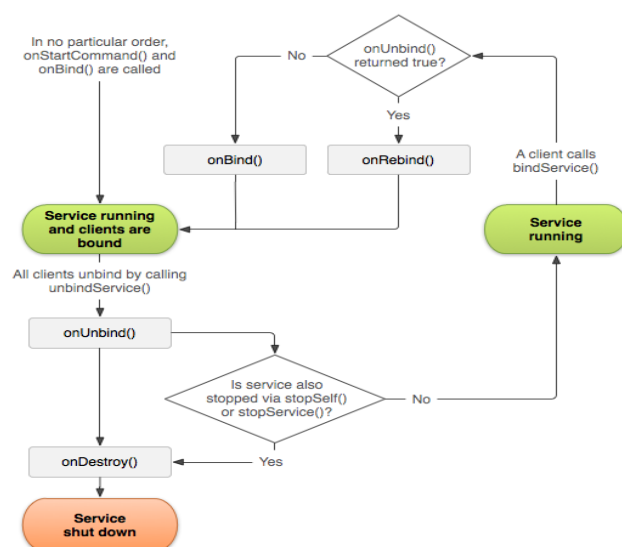 In no particular order,
onStartCommand() and
onBind() are called
onUnbind()
returned true?
No
Yes
onBind()
onRebind()
A client calls
bindService()
Service running
and clients are
bound
Service
running
All clients unbind by calling
unbindService()
onUnbind()
Is service also
stopped via stopSelf()
or stopService()?
No
Yes
onDestroy()
Service
shut down